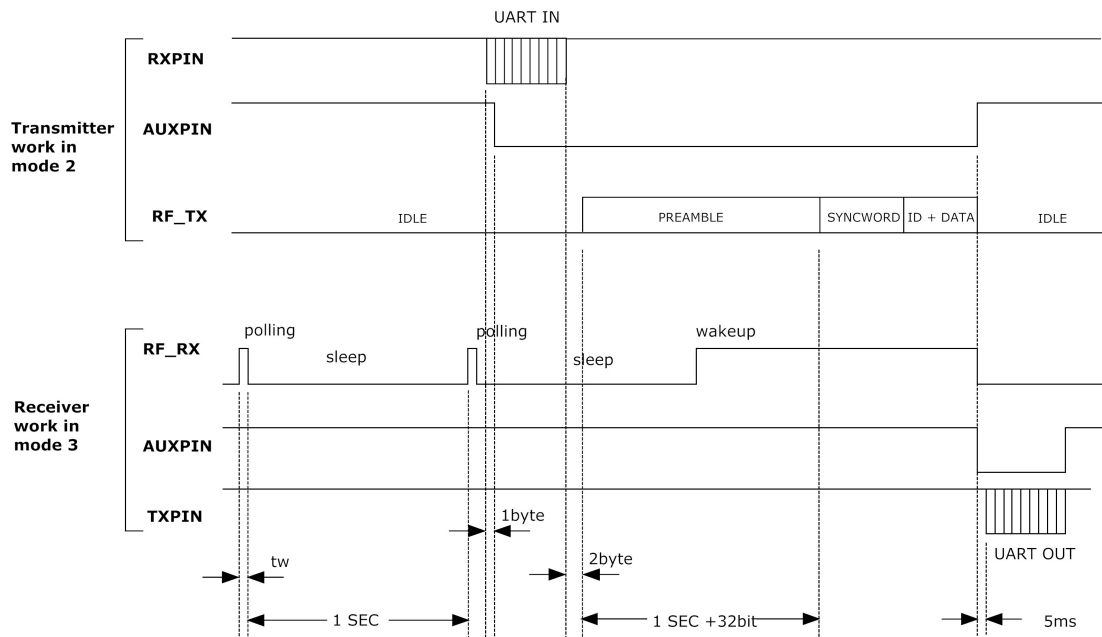 UART IN
RXPIN
Transmitter
work in
mode 2
AUXPIN
RF_TX
IDLE
PREAMBLE
SYNCWORD
ID + DATA
IDLE
polling
polling
wakeup
RF_RX
sleep
sleep
Receiver
work in
mode 3
AUXPIN
TXPIN
1byte
UART OUT
tw
2byte
1 SEC
1 SEC +32bit
5ms